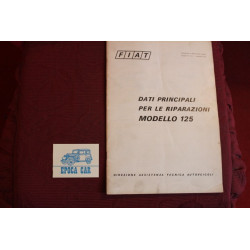 FIAT
DATI PRINCIPALI
PER LE RIPARAZIONI
MODELLO 125
DIREZIONE ASSISTENZA TECNICA AUTOVEICOLI
EPOCA CAR